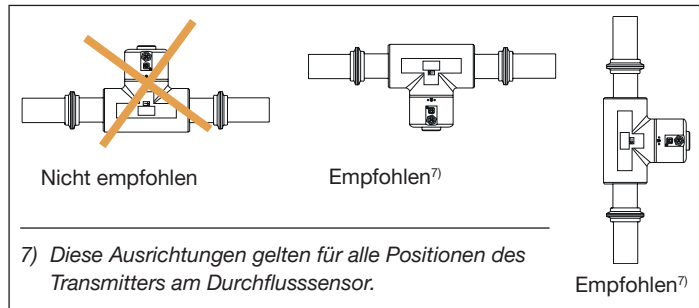 Nicht empfohlen
Empfohlen7)
7) Diese Ausrichtungen gelten für alle Positionen des
Transmitters am Durchflusssensor.
Empfohlen7)